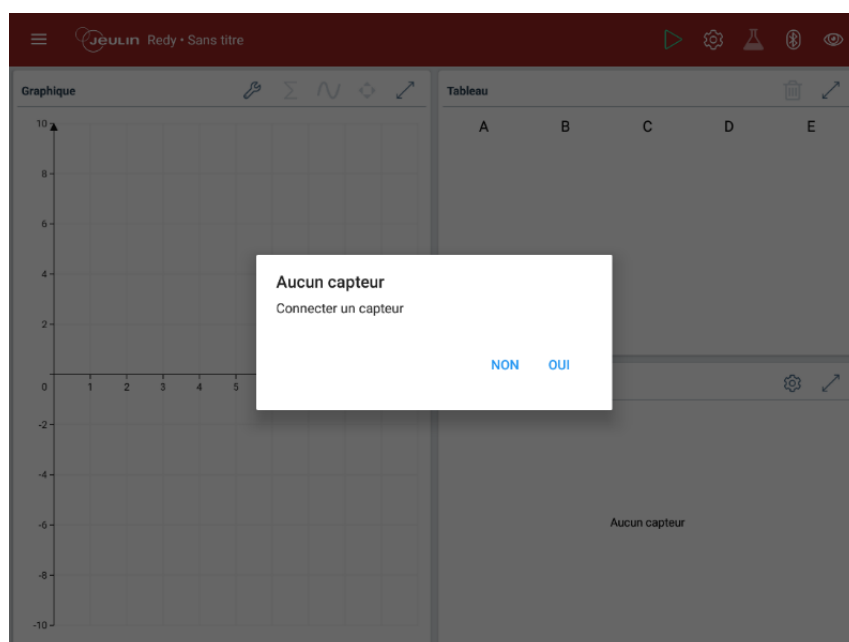 Jeulin Redy • Sans titre
Graphique
Tableau
A B C D E
10
8
6
4
2
0 1 2 3 4 5
-2
-4
-6
-8
-10
Aucun capteur
Connecter un capteur
NON OUI
Aucun capteur